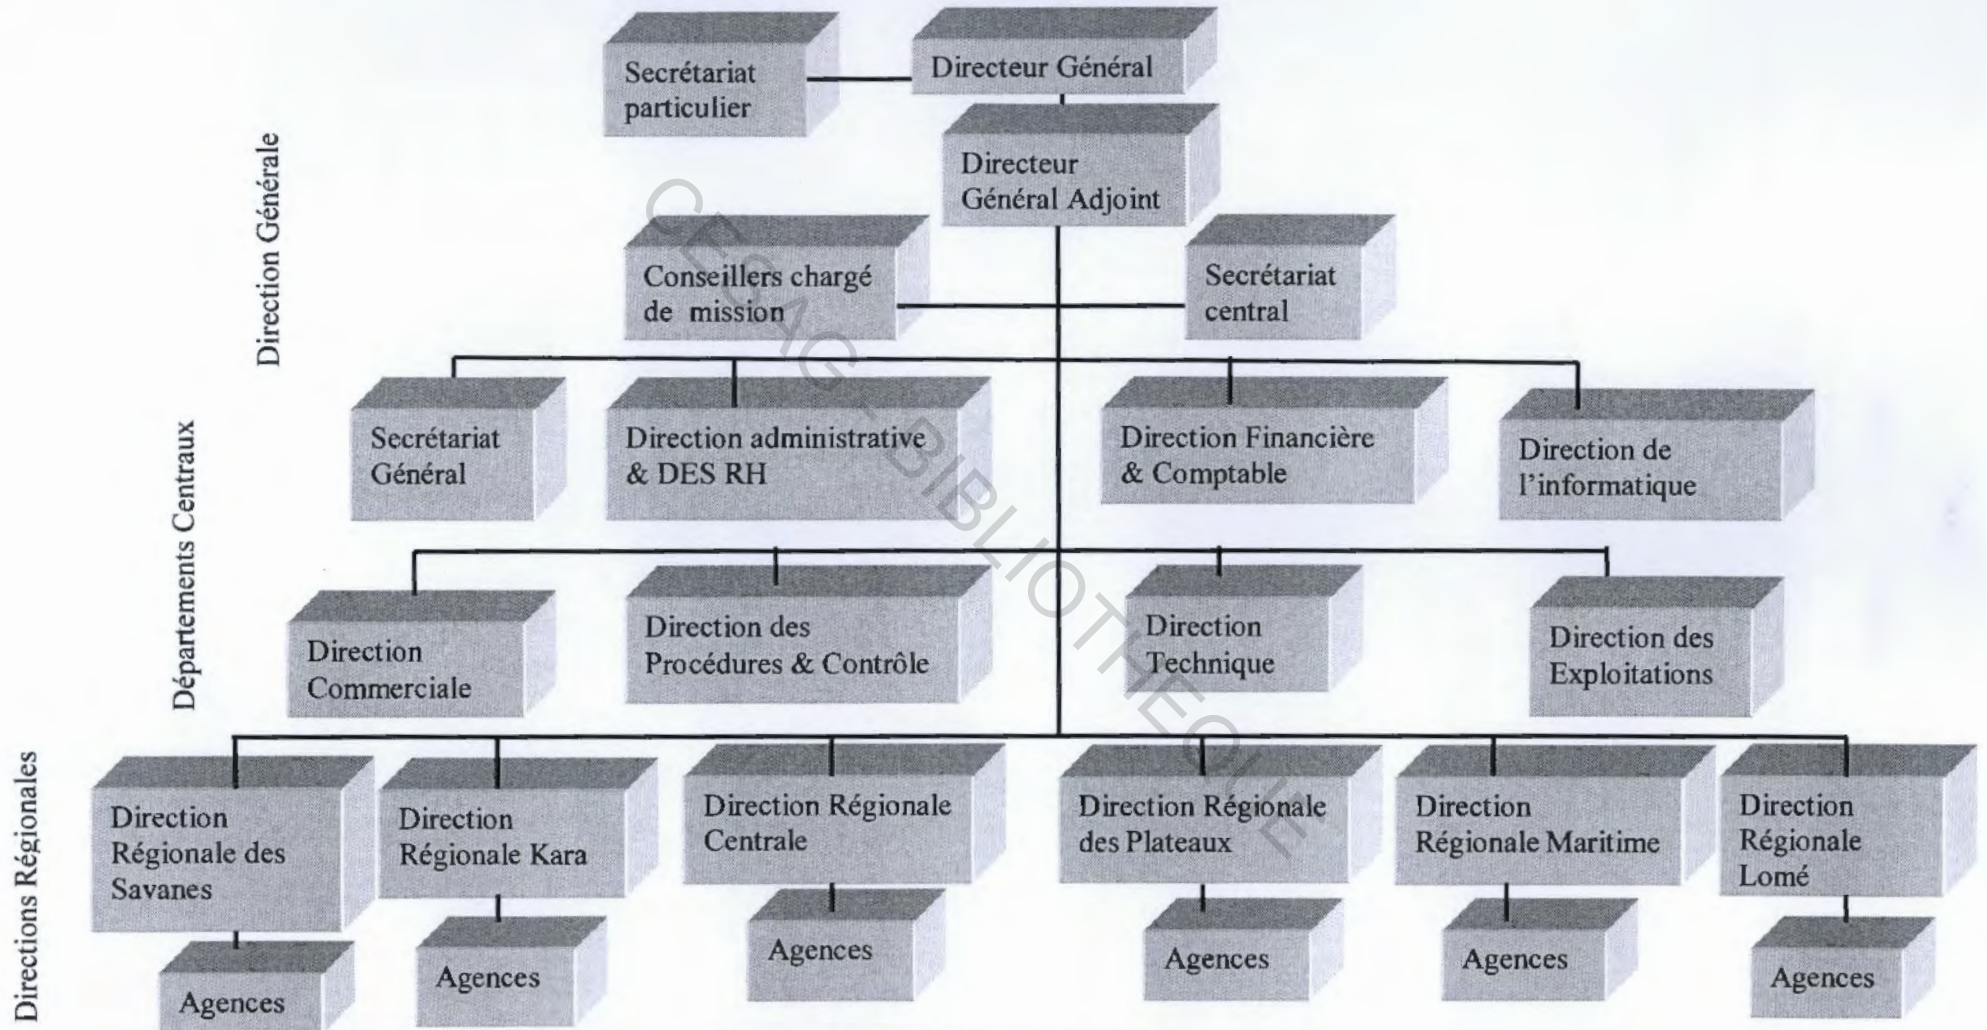 Secrétariat
particulier
Directeur Général
Directeur
Général Adjoint
Direction Générale
Conseillers chargé
de mission
Secrétariat
central
Secrétariat
Général
Direction administrative
& DES RH
Direction Financière
& Comptable
Direction de
l'informatique
Départements Centraux
Direction
Commerciale
Direction des
Procédures & Contrôle
Direction
Technique
Direction des
Exploitations
Directions Régionales
Direction
Régionale des
Savanes
Direction
Régionale Kara
Direction Régionale
Centrale
Direction Régionale
des Plateaux
Direction
Régionale Maritime
Direction
Régionale
Lomé
Agences
Agences
Agences
Agences
Agences
Agences
CESAG - BIBLIOTHEQUE